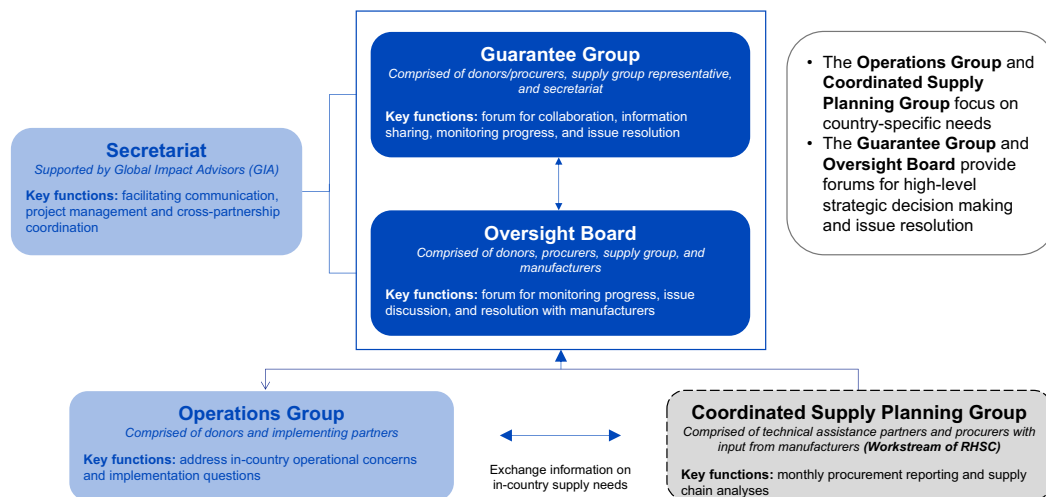 Guarantee Group
Comprised of donors/procurers, supply group representative,
and secretariat
Key functions: forum for collaboration, information
sharing, monitoring progress, and issue resolution
• The Operations Group and
Coordinated Supply
Planning Group focus on
country-specific needs
• The Guarantee Group and
Oversight Board provide
forums for high-level
strategic decision making
and issue resolution
Secretariat
Supported by Global Impact Advisors (GIA)
Key functions: facilitating communication,
project management and cross-partnership
coordination
Oversight Board
Comprised of donors, procurers, supply group, and
manufacturers
Key functions: forum for monitoring progress, issue
discussion, and resolution with manufacturers
Operations Group
Comprised of donors and implementing partners
Key functions: address in-country operational concerns
and implementation questions
Exchange information on
in-country supply needs
Coordinated Supply Planning Group
Comprised of technical assistance partners and procurers with
input from manufacturers (Workstream of RHSC)
Key functions: monthly procurement reporting and supply
chain analyses